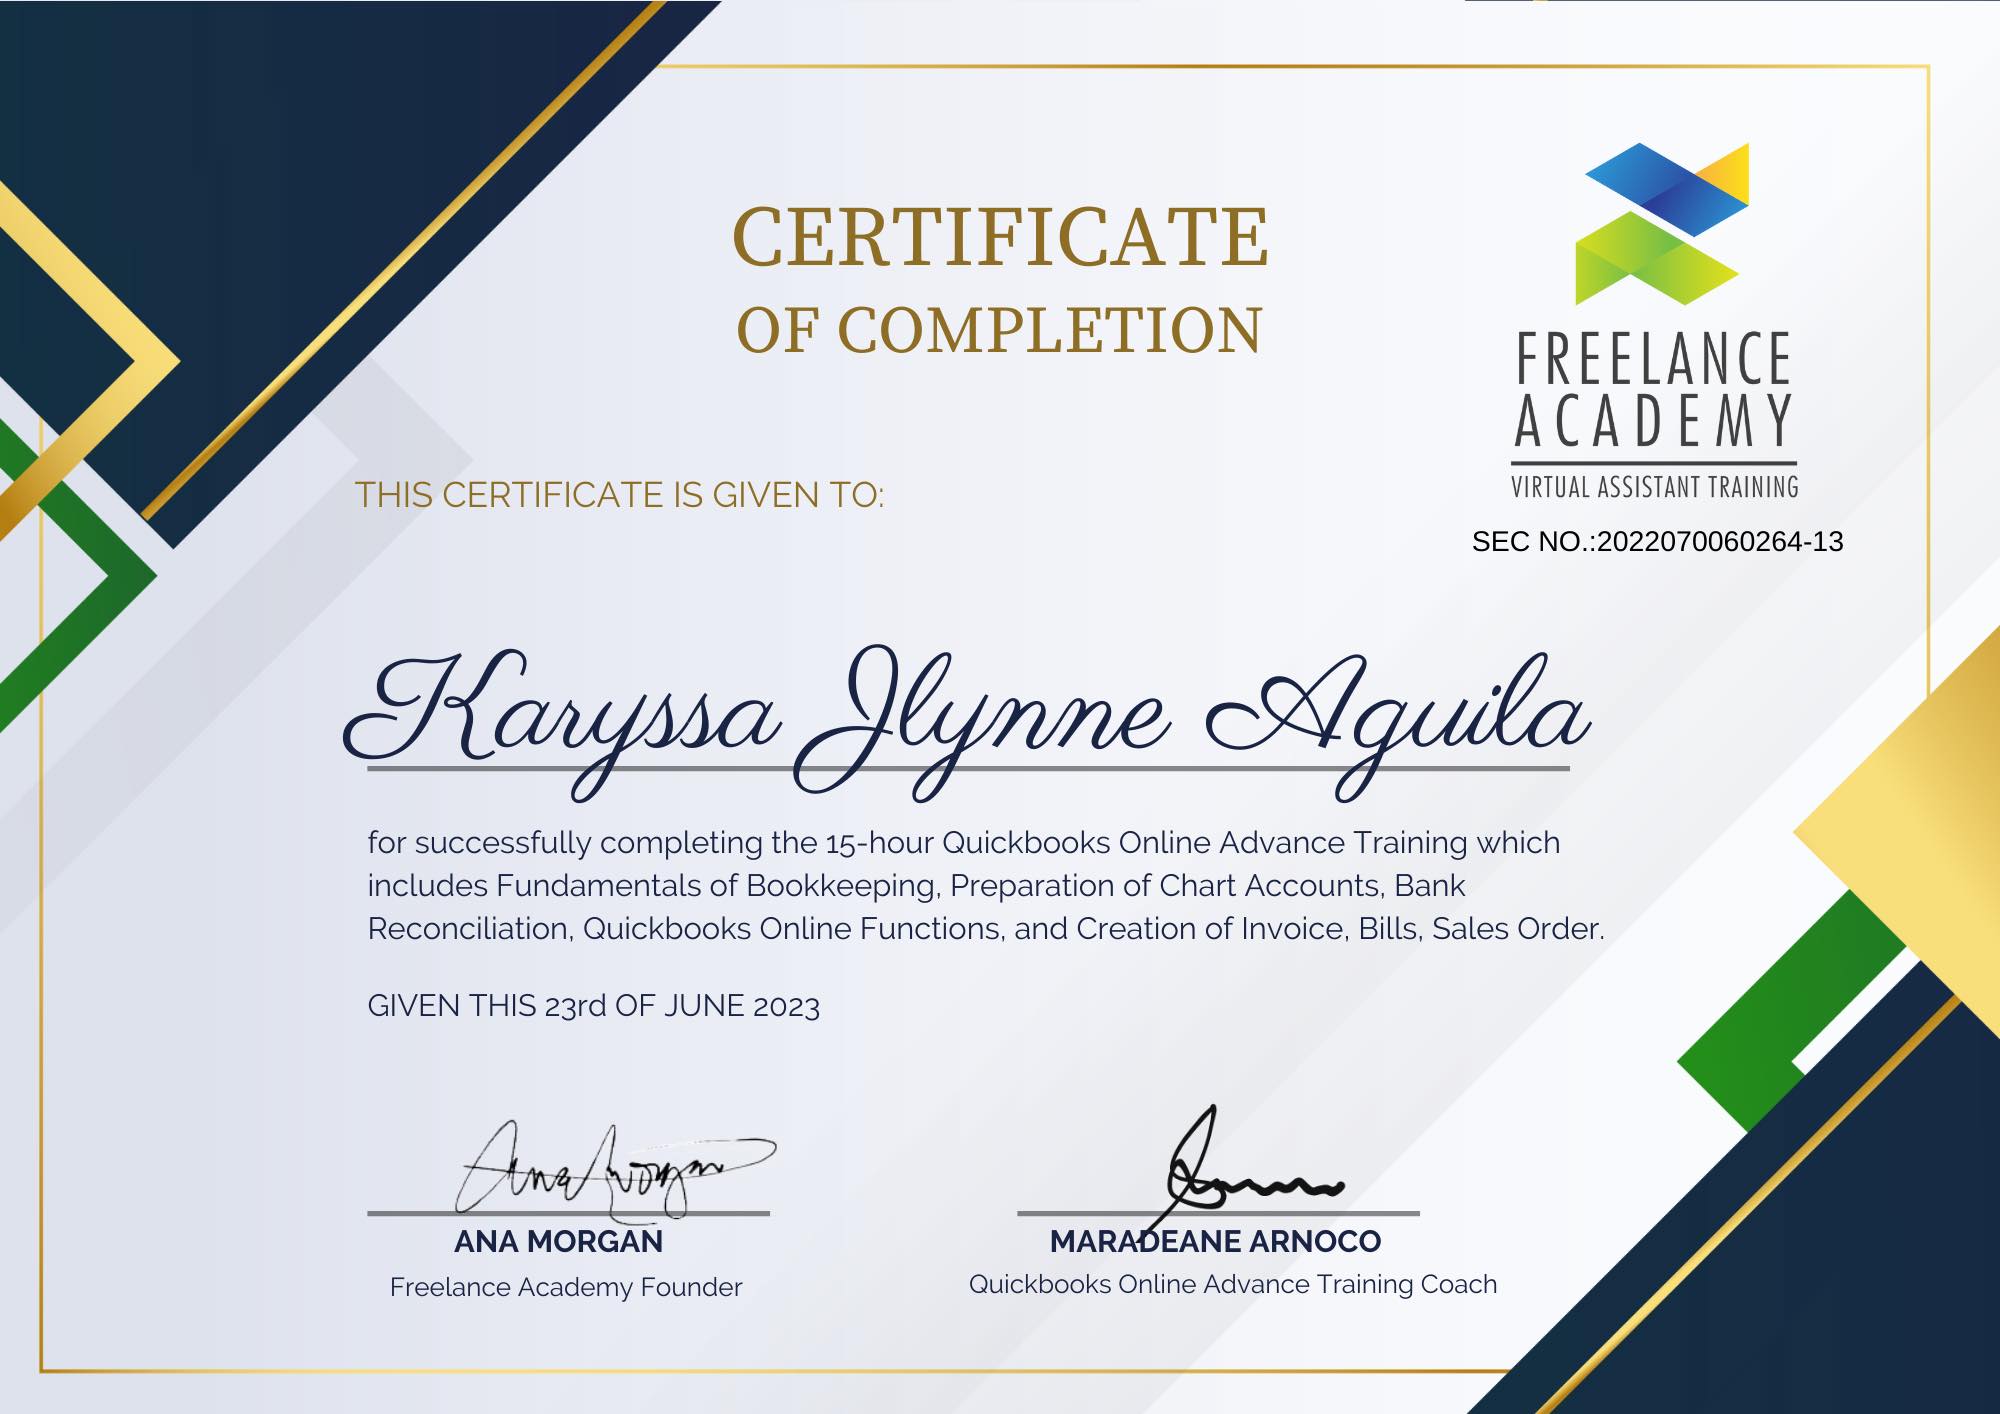 CERTIFICATE
OF COMPLETION
FREELANCE
ACADEMY
VIRTUAL ASSISTANT TRAINING
SEC NO.:2022070060264-13
THIS CERTIFICATE IS GIVEN TO:
Karyssa Jlynne Aguila
for successfully completing the 15-hour Quickbooks Online Advance Training which
includes Fundamentals of Bookkeeping, Preparation of Chart Accounts, Bank
Reconciliation, Quickbooks Online Functions, and Creation of Invoice, Bills, Sales Order.
GIVEN THIS 23rd OF JUNE 2023
Ana Morgan
ANA MORGAN
Freelance Academy Founder
MARADEANE ARNOCO
Quickbooks Online Advance Training Coach